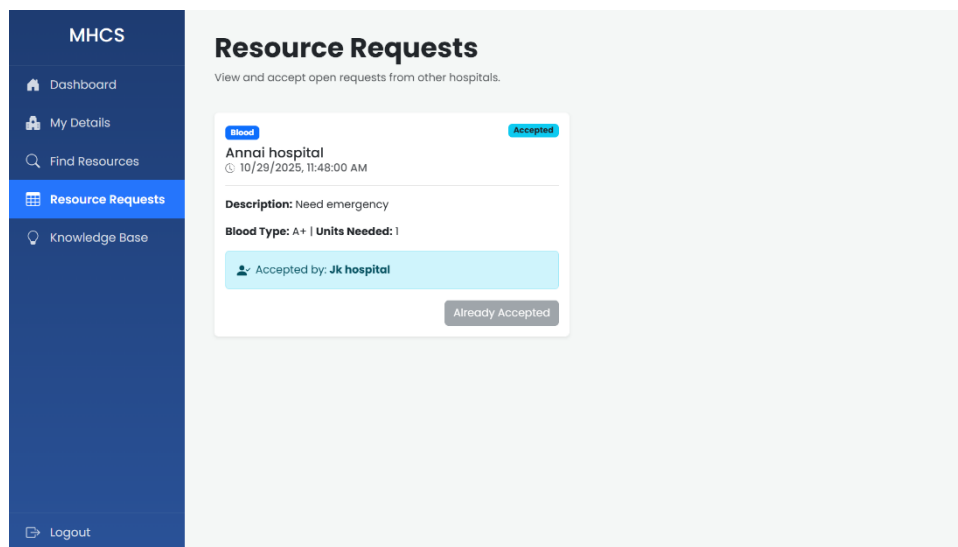 MHCS
Dashboard
My Details
Find Resources
Resource Requests
Knowledge Base
Logout
Resource Requests
View and accept open requests from other hospitals.
Blood
Accepted
Annai hospital
10/29/2025, 11:48:00 AM
Description: Need emergency
Blood Type: A+ | Units Needed: 1
Accepted by: Jk hospital
Already Accepted